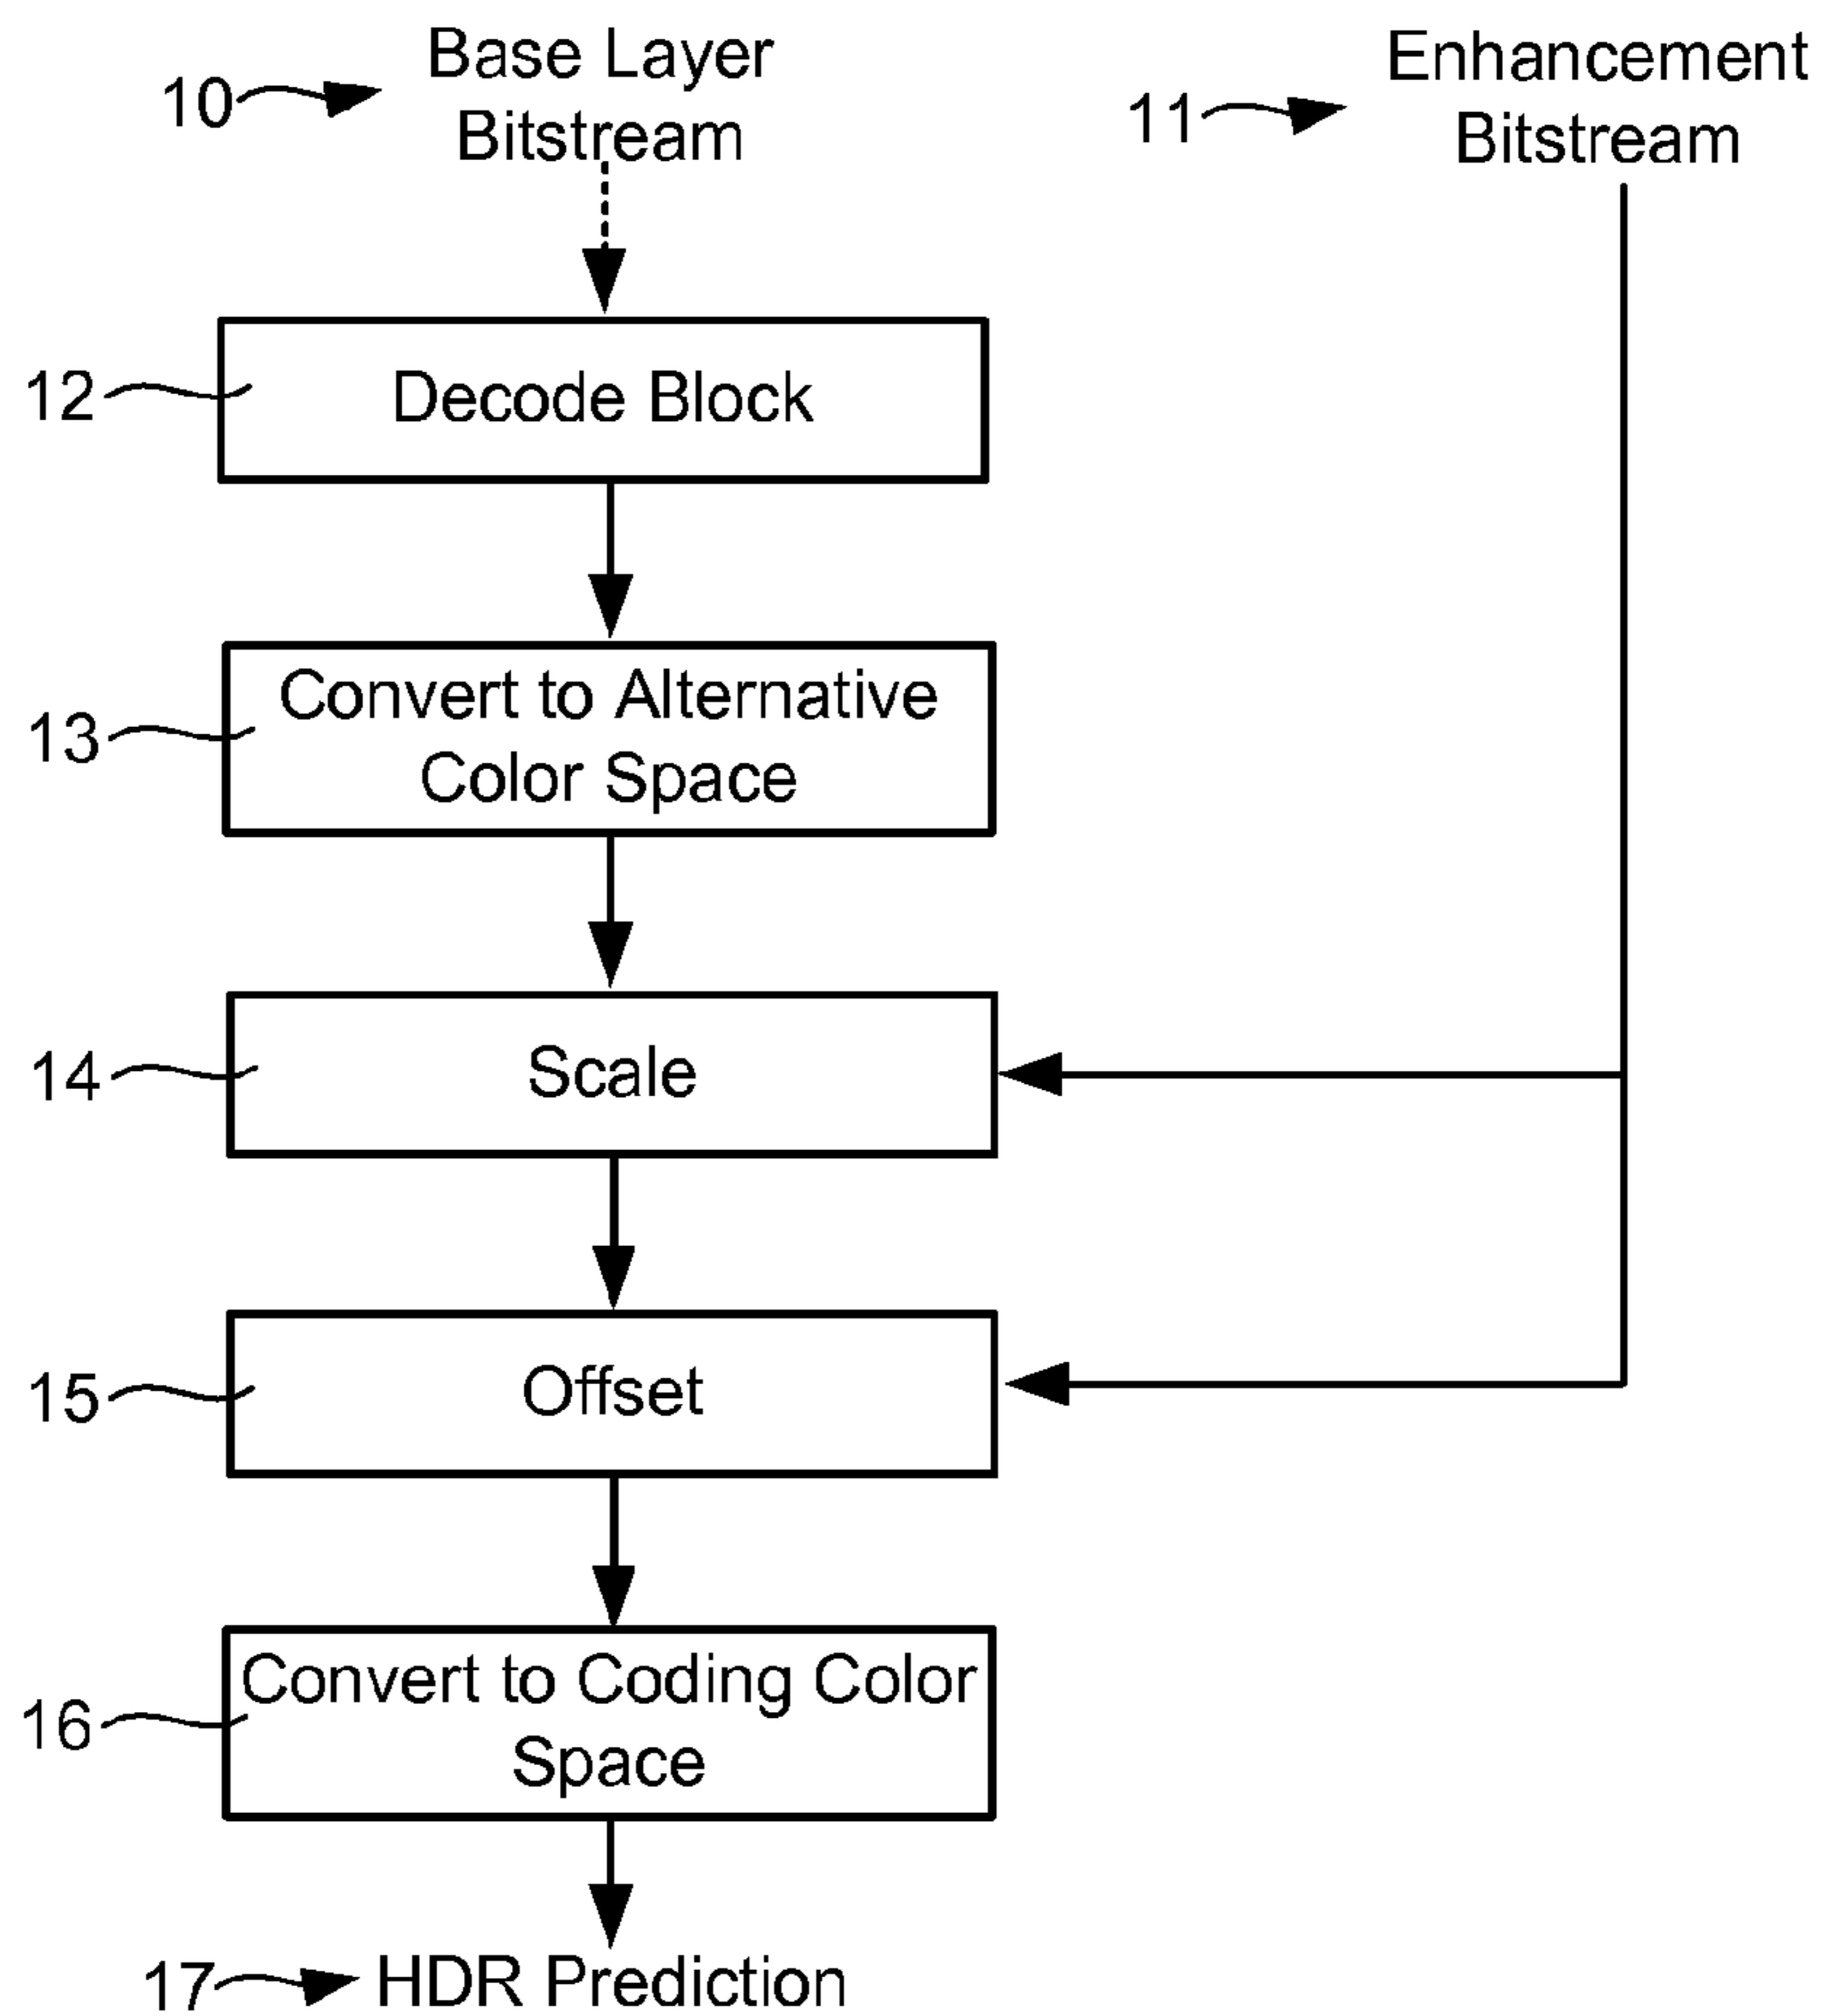 10
Base Layer
Bitstream
11
Enhancement
Bitstream
12
Decode Block
13
Convert to Alternative
Color Space
14
Scale
15
Offset
16
Convert to Coding Color
Space
17
HDR Prediction